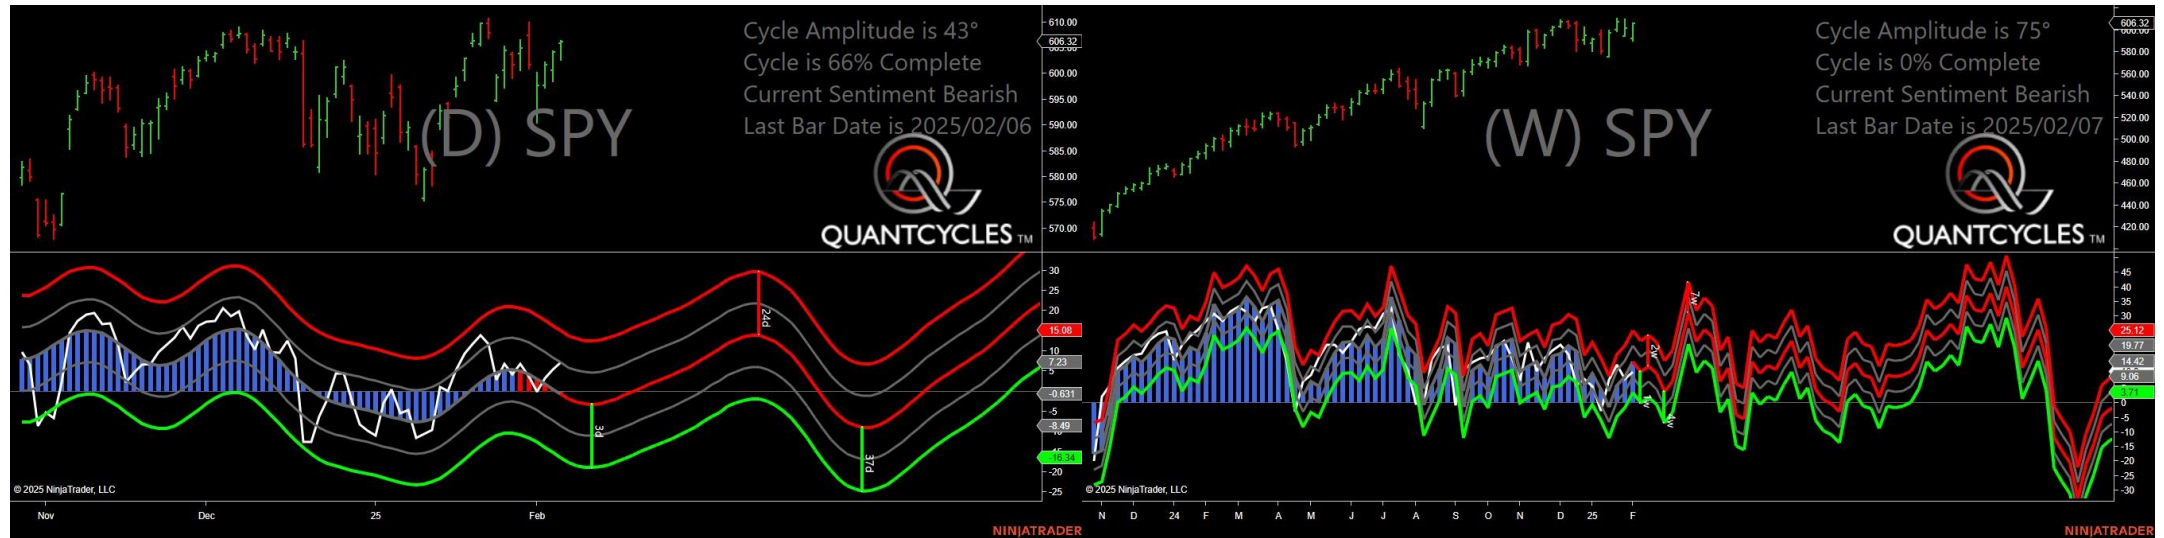 Cycle Amplitude is 43°
Cycle is 66% Complete
Current Sentiment Bearish
Last Bar Date is 2025/02/06
(D) SPY
QUANTCYCLES TM
610.00
606.32
600.00
595.00
590.00
585.00
580.00
575.00
570.00
30
25
20
15.08
10
7.23
5
-0.631
-5
-8.49
-16.34
-20
-25
24d
3d
37d
© 2025 NinjaTrader, LLC
Nov Dec 25 Feb
NINJATRADER
Cycle Amplitude is 75°
Cycle is 0% Complete
Current Sentiment Bearish
Last Bar Date is 2025/02/07
(W) SPY
QUANTCYCLES TM
606.32
580.00
560.00
540.00
520.00
500.00
480.00
460.00
440.00
420.00
45
40
35
30
25.12
19.77
14.42
9.06
3.71
0
-5
-10
-15
-20
-25
-30
7w
2w
1w
4w
© 2025 NinjaTrader, LLC
N D 24 F M A M J J A S O N D 25 F
NINJATRADER